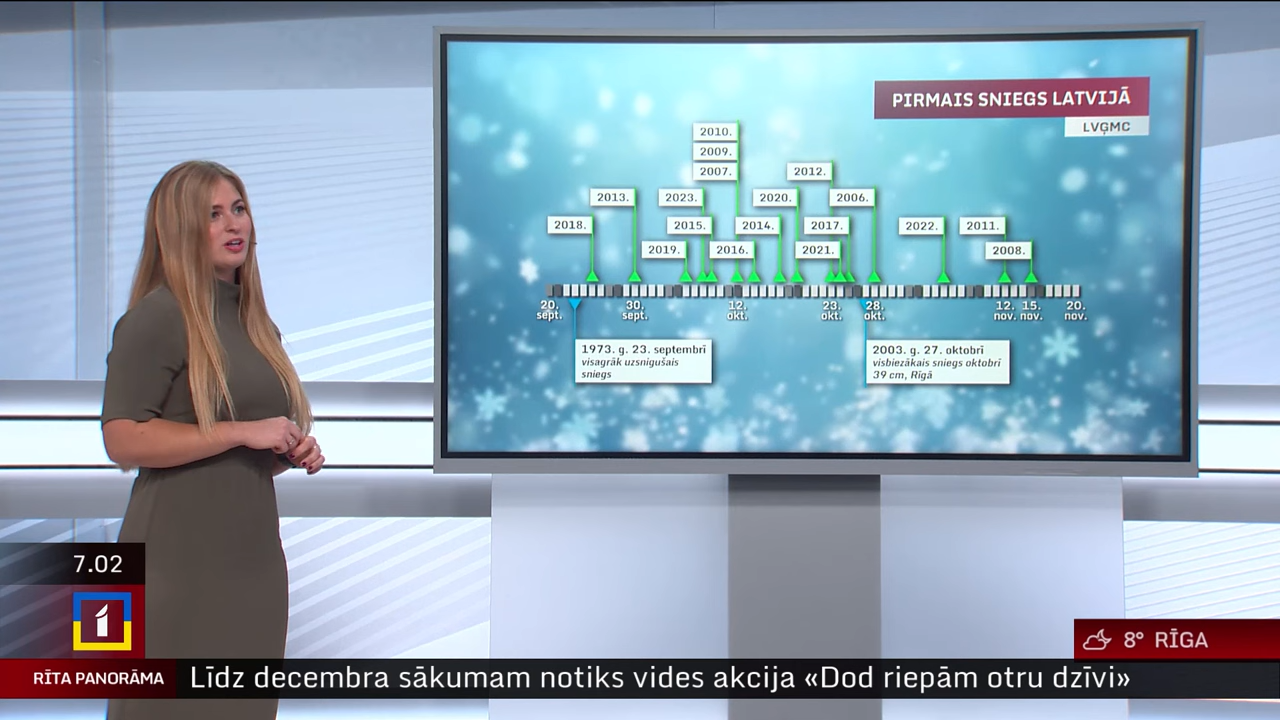 PIRMAIS SNIEGS LATVIJĀ
LVĢMC
2010.
2009.
2007.
2012.
2013.
2023.
2020.
2006.
2018.
2015.
2014.
2017.
2022.
2011.
2019.
2016.
2021.
2008.
20. sept.
30. sept.
12. okt.
23. okt.
28. okt.
12. nov.
15. nov.
20. nov.
1973. g. 23. septembrī
visagrāk uzsnigušais
sniegs
2003. g. 27. oktobrī
visbiezākais sniegs oktobrī
39 cm, Rīgā
7.02
1
8° RĪGA
RĪTA PANORĀMA
Līdz decembra sākumam notiks vides akcija «Dod riepām otru dzīvi»